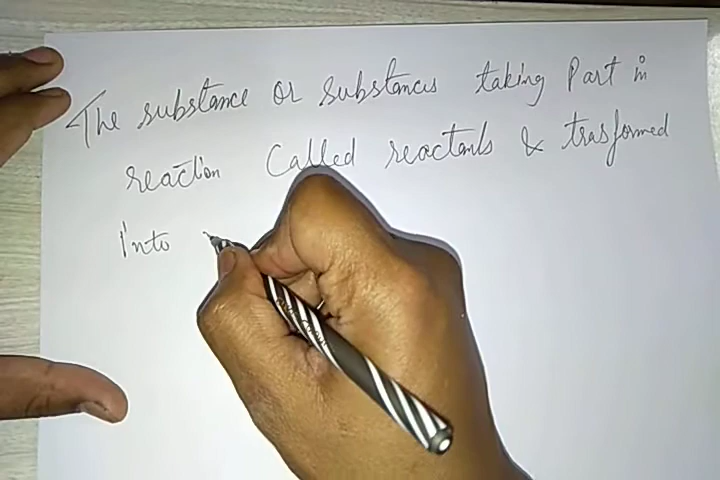 The substance or substances taking Part in
reaction Called reactants & trasformed
Into